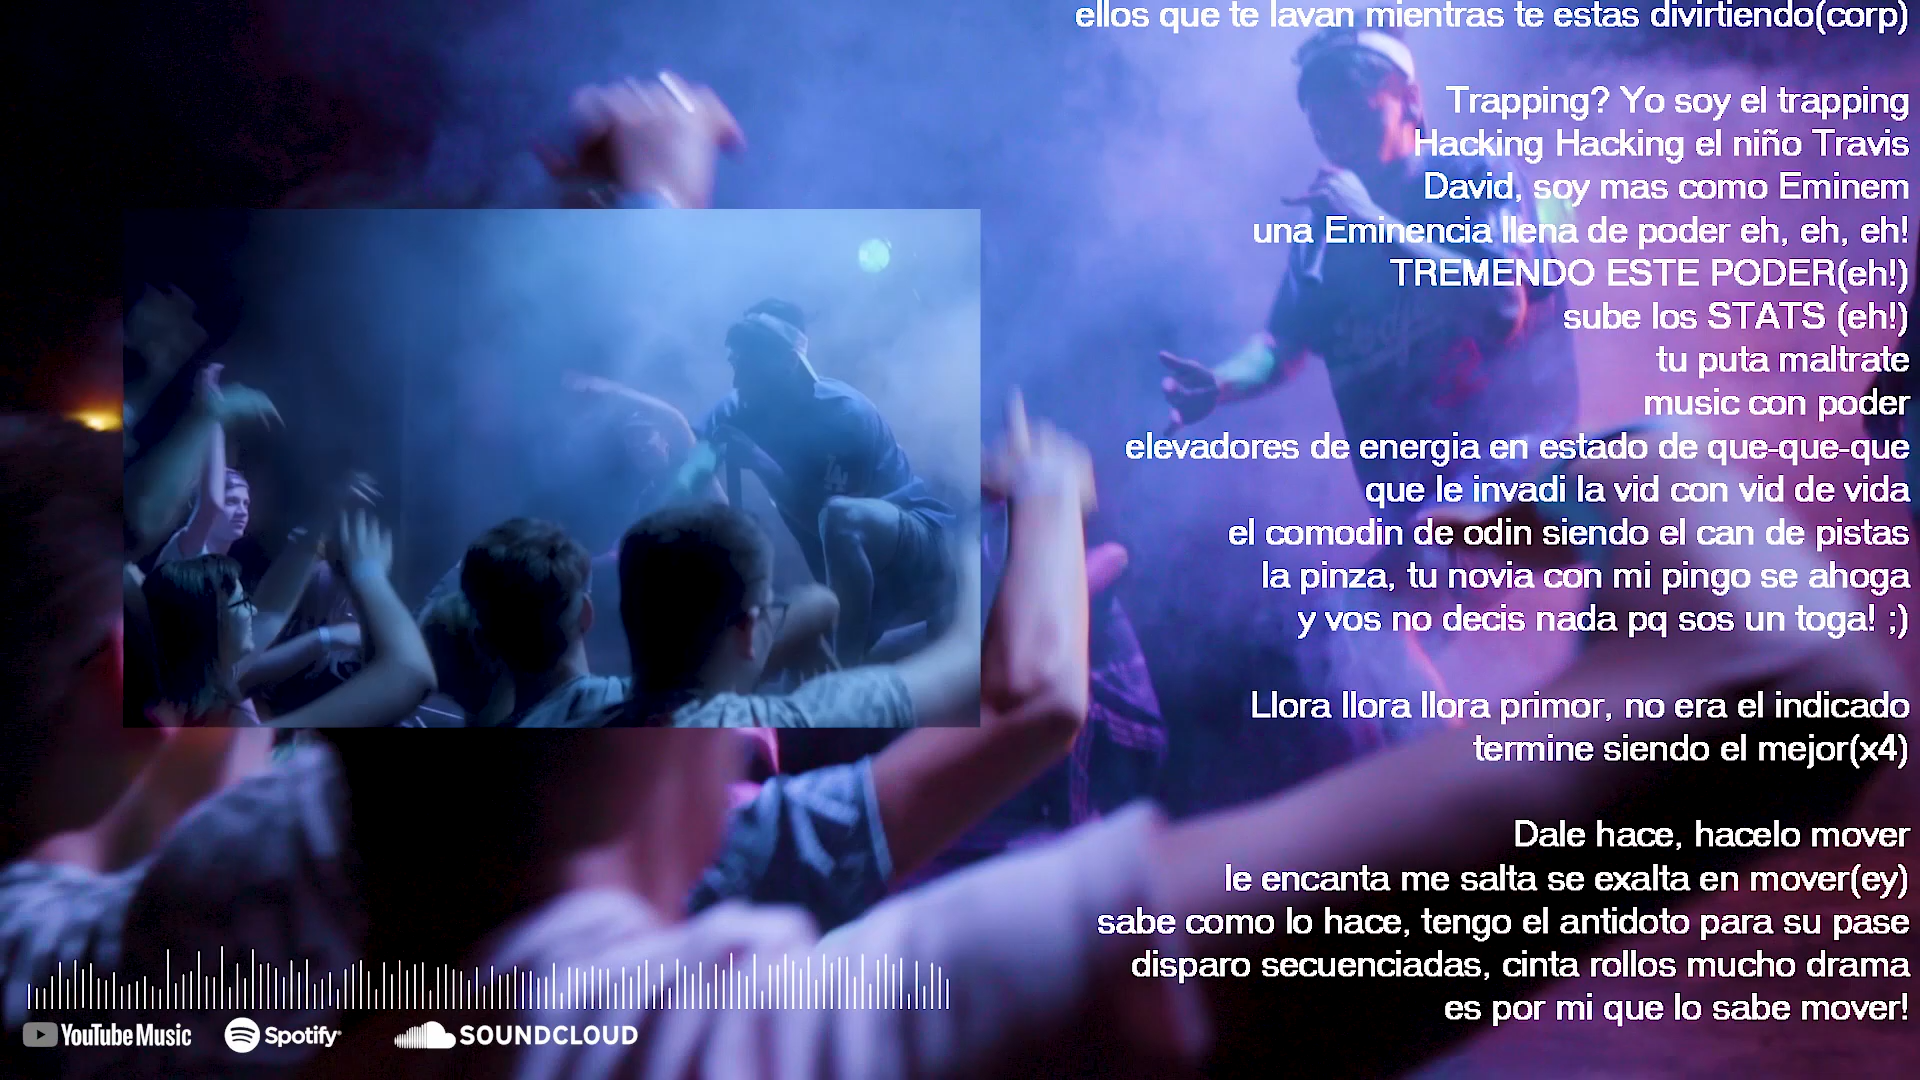 ellos que te lavan mientras te estas divirtiendo(corp)
Trapping? Yo soy el trapping
Hacking Hacking el niño Travis
David, soy mas como Eminem
una Eminencia llena de poder eh, eh, eh!
TREMENDO ESTE PODER(eh!)
sube los STATS (eh!)
tu puta maltrate
music con poder
elevadores de energia en estado de que-que-que
que le invadi la vid con vid de vida
el comodin de odin siendo el can de pistas
la pinza, tu novia con mi pingo se ahoga
y vos no decis nada pq sos un toga! ;)
Llora llora llora primor, no era el indicado
termine siendo el mejor(x4)
Dale hace, hacelo mover
le encanta me salta se exalta en mover(ey)
sabe como lo hace, tengo el antidoto para su pase
disparo secuenciadas, cinta rollos mucho drama
es por mi que lo sabe mover!
YouTube Music
Spotify
SOUNDCLOUD